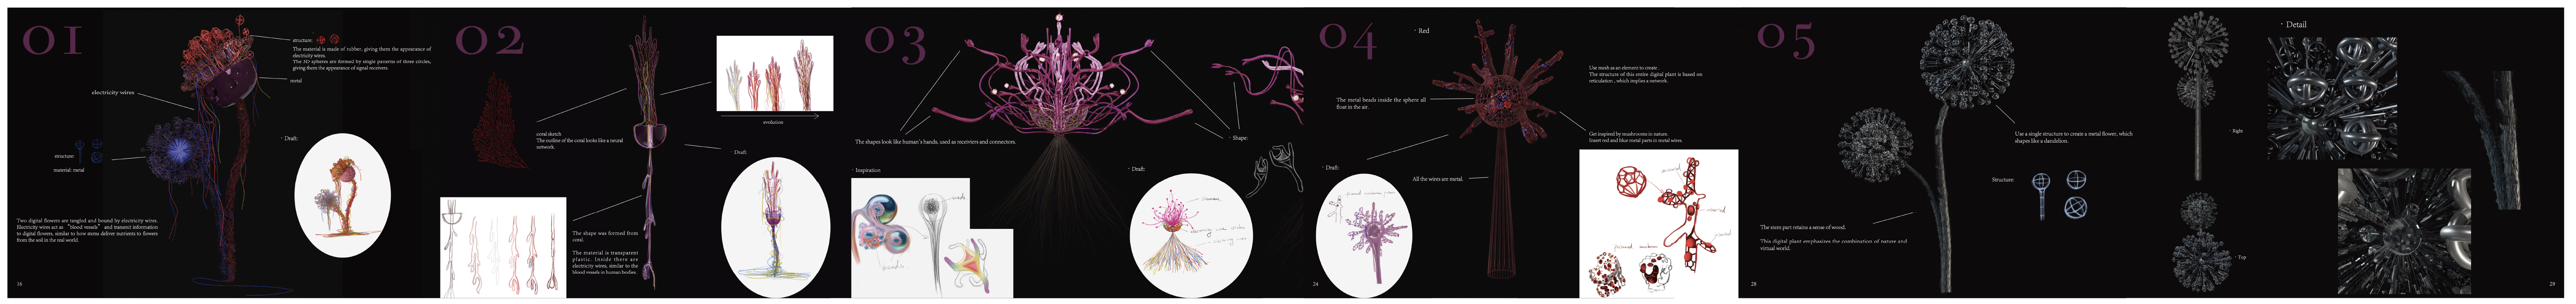 01
structure:
The material is made of rubber, giving them the appearance of
electricity wires.
The 3D spheres are formed by single patterns of three circles,
giving them the appearance of signal receivers.
metal
electricity wires
· Draft:
structure:
material: metal
Two digital flowers are tangled and bound by electricity wires.
Electricity wires act as "blood vessels" and transmit information
to digital flowers, similar to how stems deliver nutrients to flowers
from the soil in the real world.
16
02
evolution
coral sketch
The outline of the coral looks like a neural
network.
· Draft:
The shape was formed from
coral.
The material is transparent
plastic. Inside there are
electricity wires, similar to the
blood vessels in human bodies.
03
The shapes look like human's hands, used as receivers and connectors.
· Shape:
· Inspiration
· Draft:
04
· Red
Use mesh as an element to create .
The structure of this entire digital plant is based on
reticulation , which implies a network.
The metal beads inside the sphere all
float in the air.
Get inspired by mushrooms in nature.
Insert red and blue metal parts in metal wires.
· Draft:
All the wires are metal.
24
05
Use a single structure to create a metal flower, which
shapes like a dandelion.
Structure:
The stem part retains a sense of wood.
This digital plant emphasizes the combination of nature and
virtual world.
28
· Detail
· Right
· Top
29